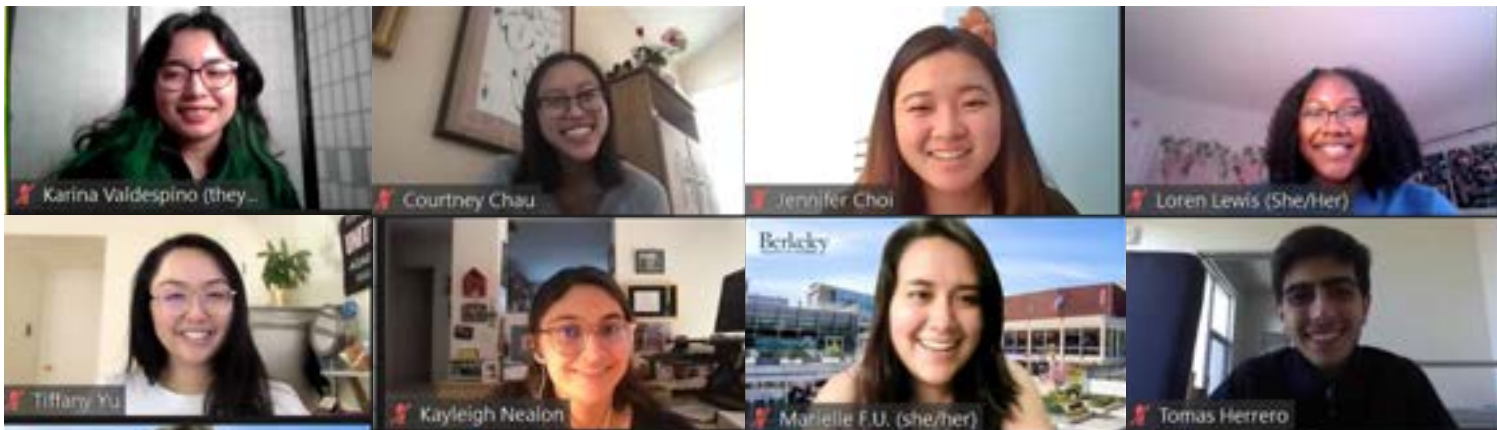 Karina Valdespino (they...
Courtney Chau
Jennifer Choi
Loren Lewis (She/Her)
Berkeley
Tiffany Yu
Kayleigh Nealon
Marielle F.U. (she/her)
Tomas Herrero